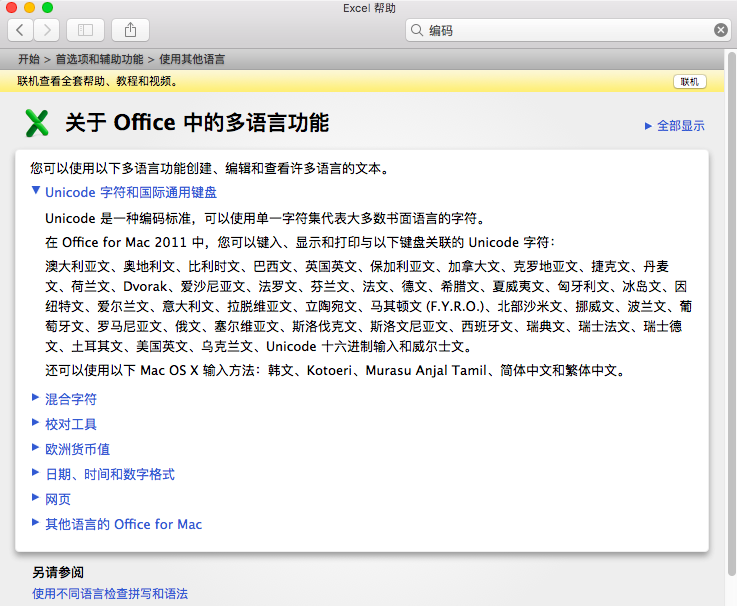 Excel 帮助
编码
开始 > 首选项和辅助功能 > 使用其他语言
联机查看全套帮助、教程和视频。
联机
关于 Office 中的多语言功能
全部显示
您可以使用以下多语言功能创建、编辑和查看许多语言的文本。
Unicode 字符和国际通用键盘
Unicode 是一种编码标准，可以使用单一字符集代表大多数书面语言的字符。
在 Office for Mac 2011 中，您可以键入、显示和打印与以下键盘关联的 Unicode 字符：
澳大利亚文、奥地利文、比利时文、巴西文、英国英文、保加利亚文、加拿大文、克罗地亚文、捷克文、丹麦
文、荷兰文、Dvorak、爱沙尼亚文、法罗文、芬兰文、法文、德文、希腊文、夏威夷文、匈牙利文、冰岛文、因
纽特文、爱尔兰文、意大利文、拉脱维亚文、立陶宛文、马其顿文 (F.Y.R.O.)、北部沙米文、挪威文、波兰文、葡
萄牙文、罗马尼亚文、俄文、塞尔维亚文、斯洛伐克文、斯洛文尼亚文、西班牙文、瑞典文、瑞士法文、瑞士德
文、土耳其文、美国英文、乌克兰文、Unicode 十六进制输入和威尔士文。
还可以使用以下 Mac OS X 输入方法：韩文、Kotoeri、Murasu Anjal Tamil、简体中文和繁体中文。
混合字符
校对工具
欧洲货币值
日期、时间和数字格式
网页
其他语言的 Office for Mac
另请参阅
使用不同语言检查拼写和语法